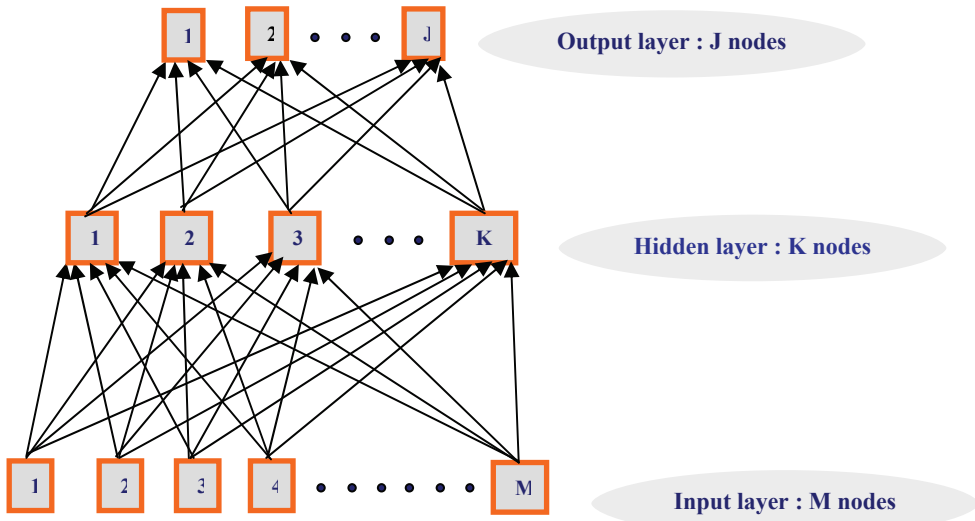 1 2 J Output layer : J nodes
1 2 3 K Hidden layer : K nodes
1 2 3 4 M Input layer : M nodes